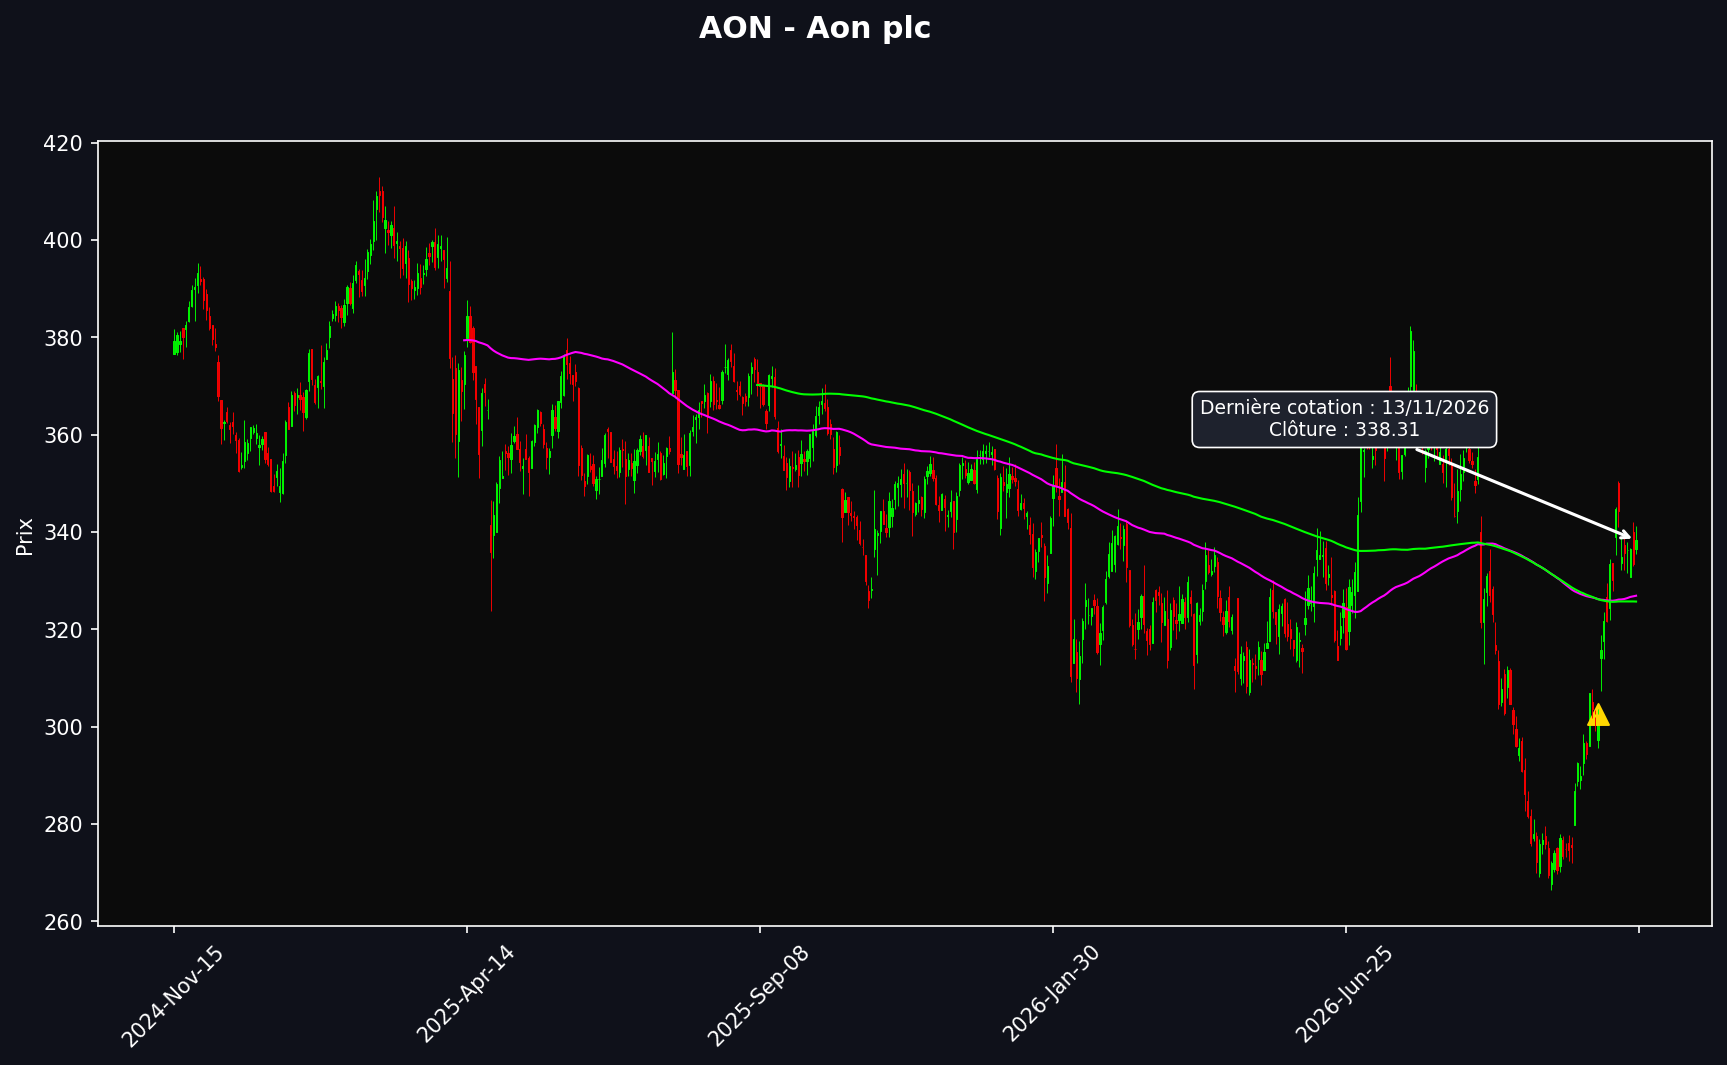 AON - Aon plc
420
400
380
360
340
320
300
280
260
Prix
Dernière cotation : 13/11/2026
Clôture : 338.31
2024-Nov-15
2025-Apr-14
2025-Sep-08
2026-Jan-30
2026-Jun-25